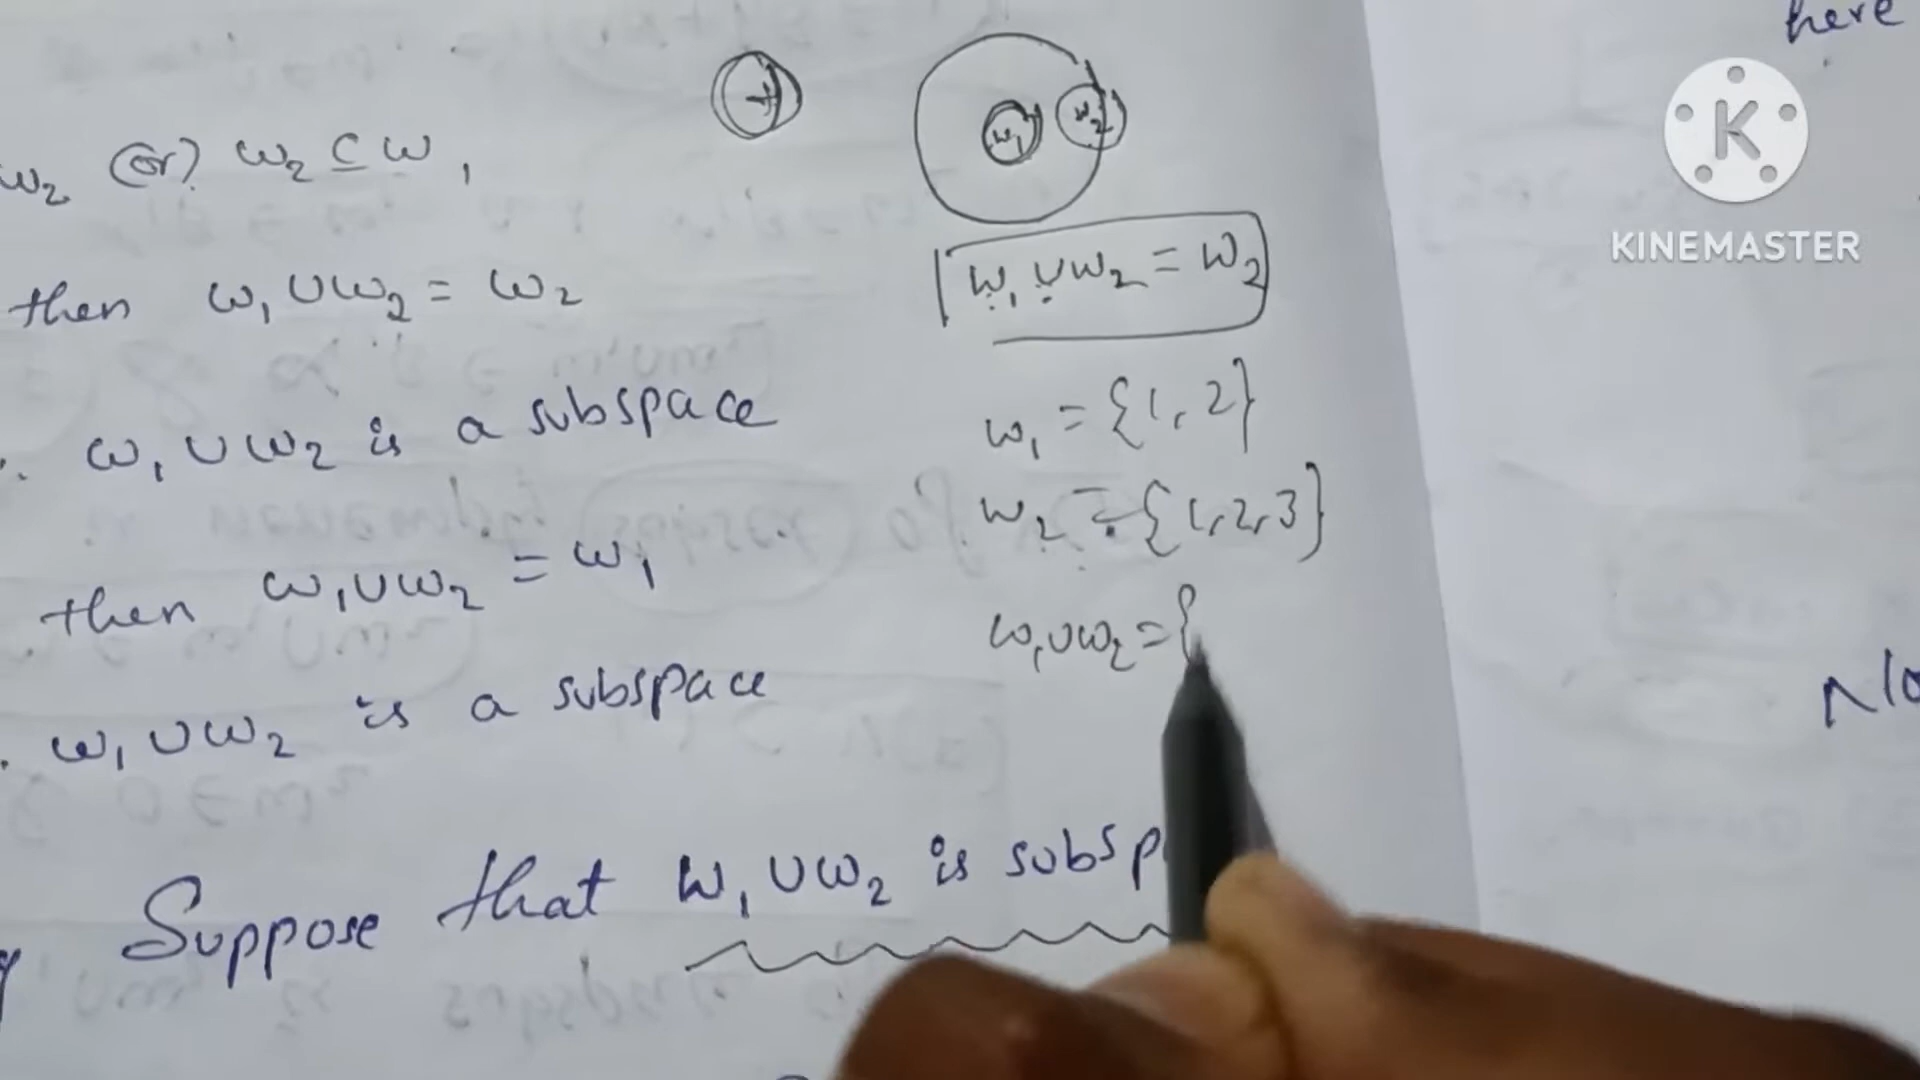 here
w₂ (or) w₂ ⊆ w₁
then w₁ ∪ w₂ = w₂
∴ w₁ ∪ w₂ is a subspace
then w₁ ∪ w₂ = w₁
∴ w₁ ∪ w₂ is a subspace
Suppose that w₁ ∪ w₂ is subsp
w₁
w₂
w₁ ∪ w₂ = w₂
w₁ = {1, 2}
w₂ = {1, 2, 3}
w₁ ∪ w₂ = {
KINEMASTER